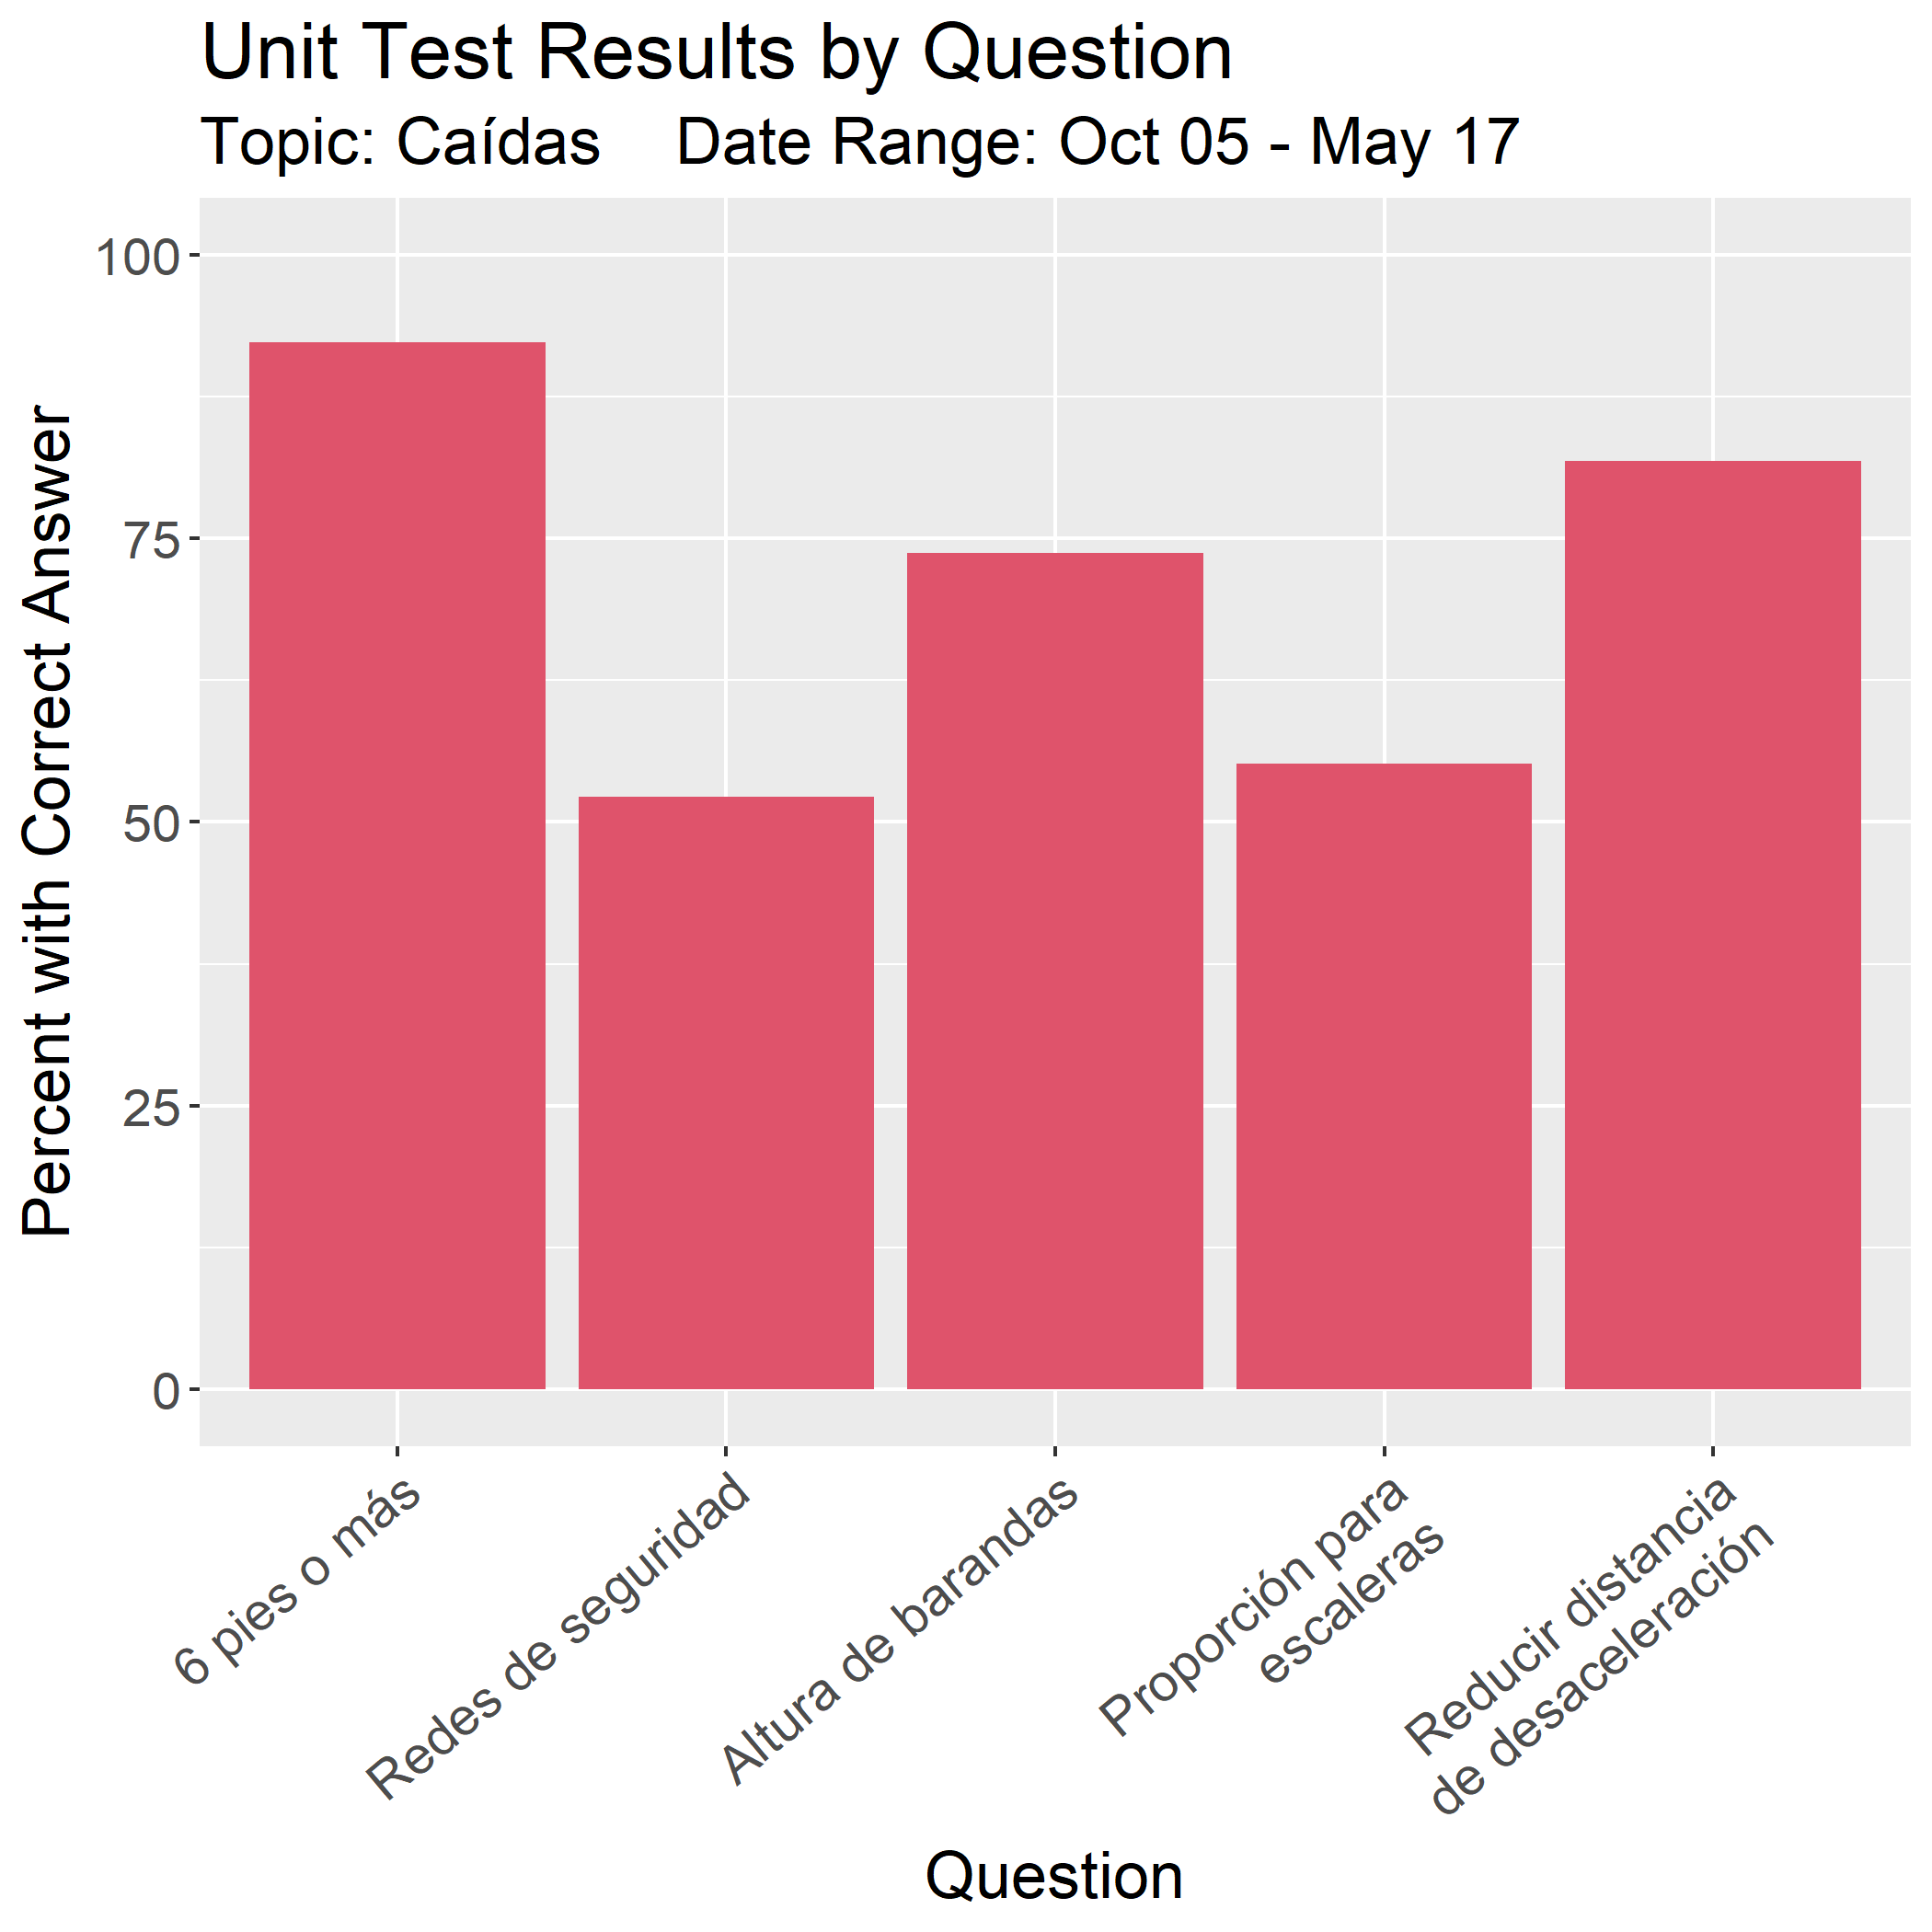 Unit Test Results by Question
Topic: Caídas Date Range: Oct 05 - May 17
Percent with Correct Answer
100
75
50
25
0
6 pies o más
Redes de seguridad
Altura de barandas
Proporción para
escaleras
Reducir distancia
de desaceleración
Question